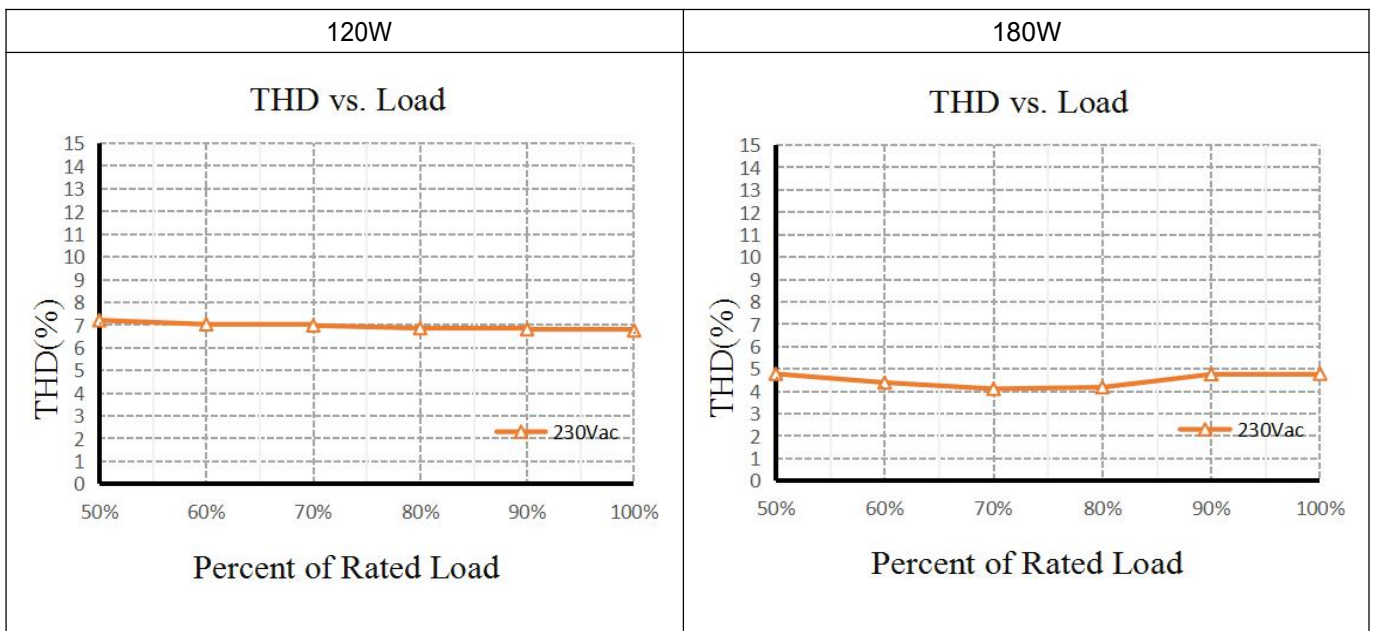 120W
180W
THD vs. Load
15
14
13
12
11
10
9
8
7
6
5
4
3
2
1
0
THD(%)
230Vac
50% 60% 70% 80% 90% 100%
Percent of Rated Load
THD vs. Load
15
14
13
12
11
10
9
8
7
6
5
4
3
2
1
0
THD(%)
230Vac
50% 60% 70% 80% 90% 100%
Percent of Rated Load